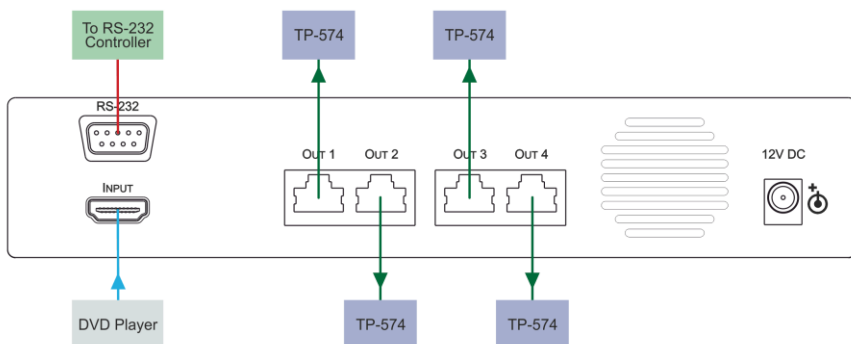 To RS-232
Controller
TP-574
TP-574
RS-232
OUT 1
OUT 2
OUT 3
OUT 4
12V DC
INPUT
+
DVD Player
TP-574
TP-574